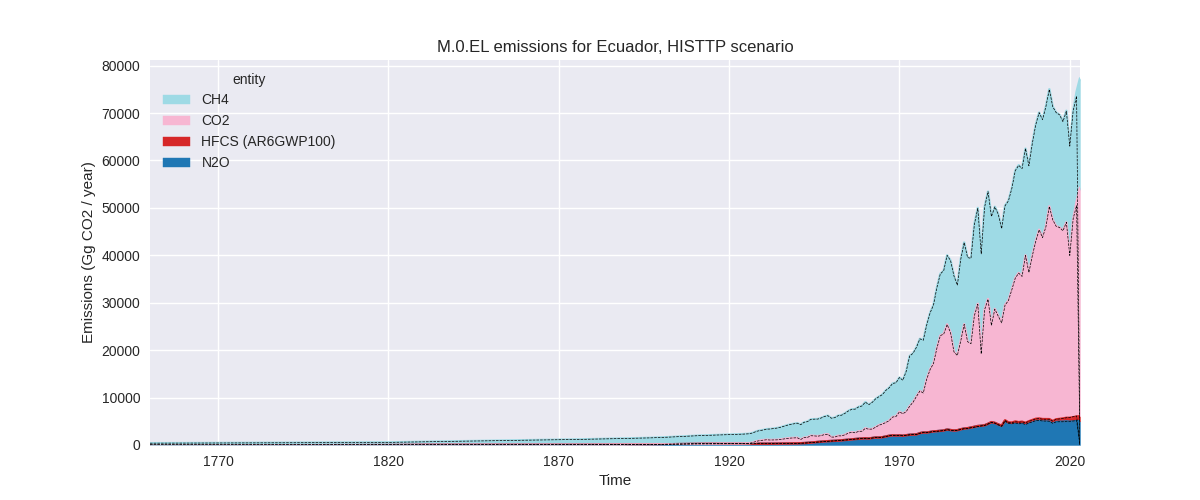 M.0.EL emissions for Ecuador, HISTTP scenario
80000
70000
60000
50000
40000
30000
20000
10000
0
Emissions (Gg CO2 / year)
entity
CH4
CO2
HFCS (AR6GWP100)
N2O
1770
1820
1870
1920
1970
2020
Time